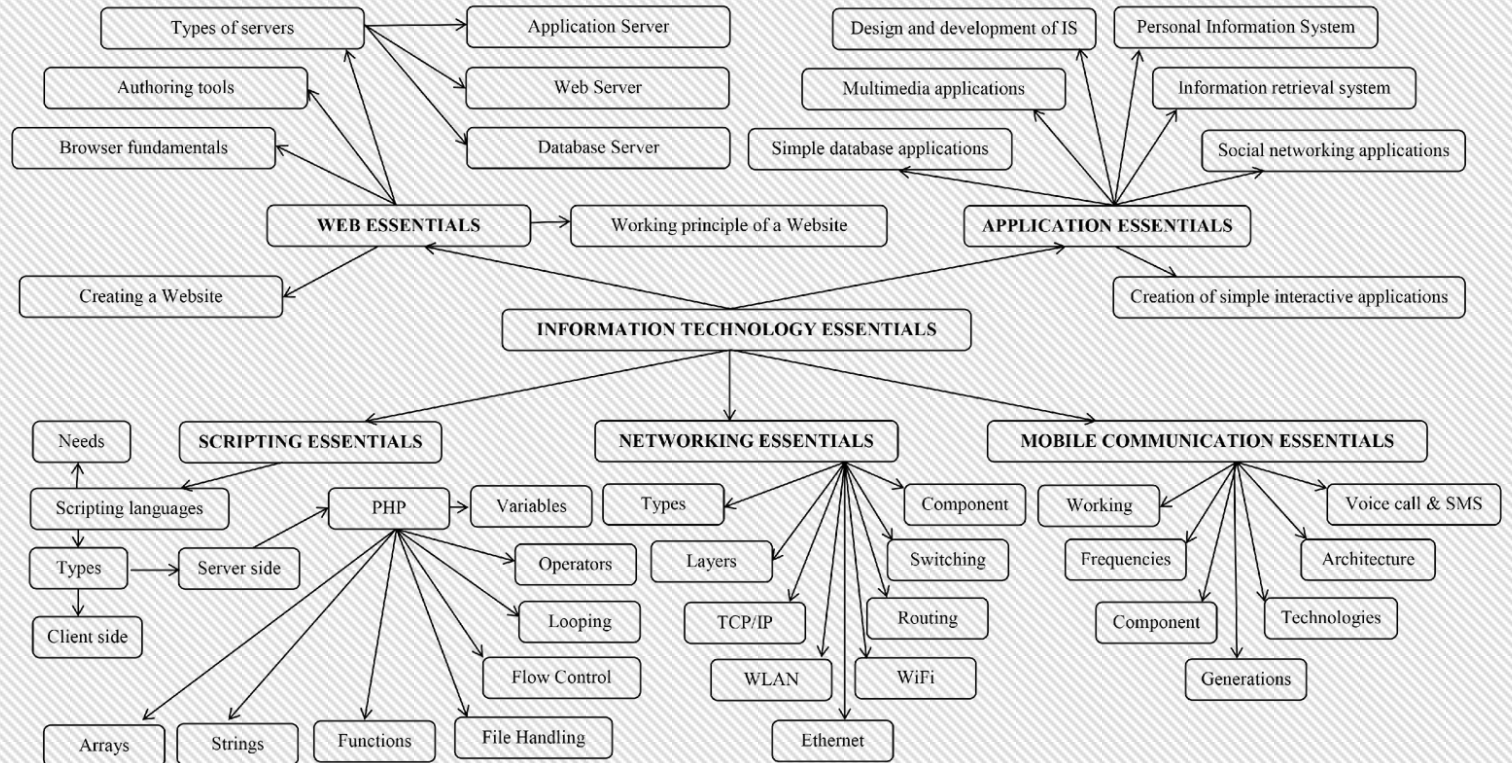 Types of servers
Application Server
Design and development of IS
Personal Information System
Authoring tools
Web Server
Multimedia applications
Information retrieval system
Browser fundamentals
Database Server
Simple database applications
Social networking applications
WEB ESSENTIALS
Working principle of a Website
APPLICATION ESSENTIALS
Creating a Website
Creation of simple interactive applications
INFORMATION TECHNOLOGY ESSENTIALS
Needs
SCRIPTING ESSENTIALS
NETWORKING ESSENTIALS
MOBILE COMMUNICATION ESSENTIALS
Scripting languages
PHP
Variables
Types
Component
Working
Voice call & SMS
Types
Server side
Operators
Layers
Switching
Frequencies
Architecture
Client side
Looping
TCP/IP
Routing
Component
Technologies
Flow Control
WLAN
WiFi
Generations
Arrays
Strings
Functions
File Handling
Ethernet